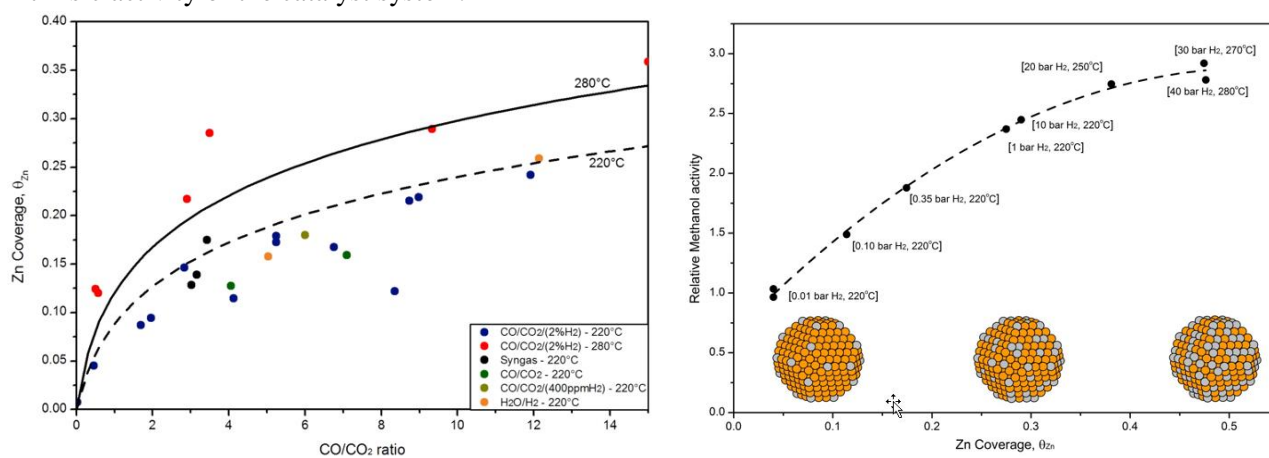 Zn Coverage, θZn
0.40
0.35
0.30
0.25
0.20
0.15
0.10
0.05
0.00
280°C
220°C
CO/CO2/(2%H2) - 220°C
CO/CO2/(2%H2) - 280°C
Syngas - 220°C
CO/CO2 - 220°C
CO/CO2/(400ppmH2) - 220°C
H2O/H2 - 220°C
0 2 4 6 8 10 12 14
CO/CO2 ratio
Relative Methanol activity
3.0
2.5
2.0
1.5
1.0
0.5
0.0
[30 bar H2, 270°C]
[20 bar H2, 250°C]
[40 bar H2, 280°C]
[10 bar H2, 220°C]
[1 bar H2, 220°C]
[0.35 bar H2, 220°C]
[0.10 bar H2, 220°C]
[0.01 bar H2, 220°C]
0.0 0.1 0.2 0.3 0.4 0.5
Zn Coverage, θZn